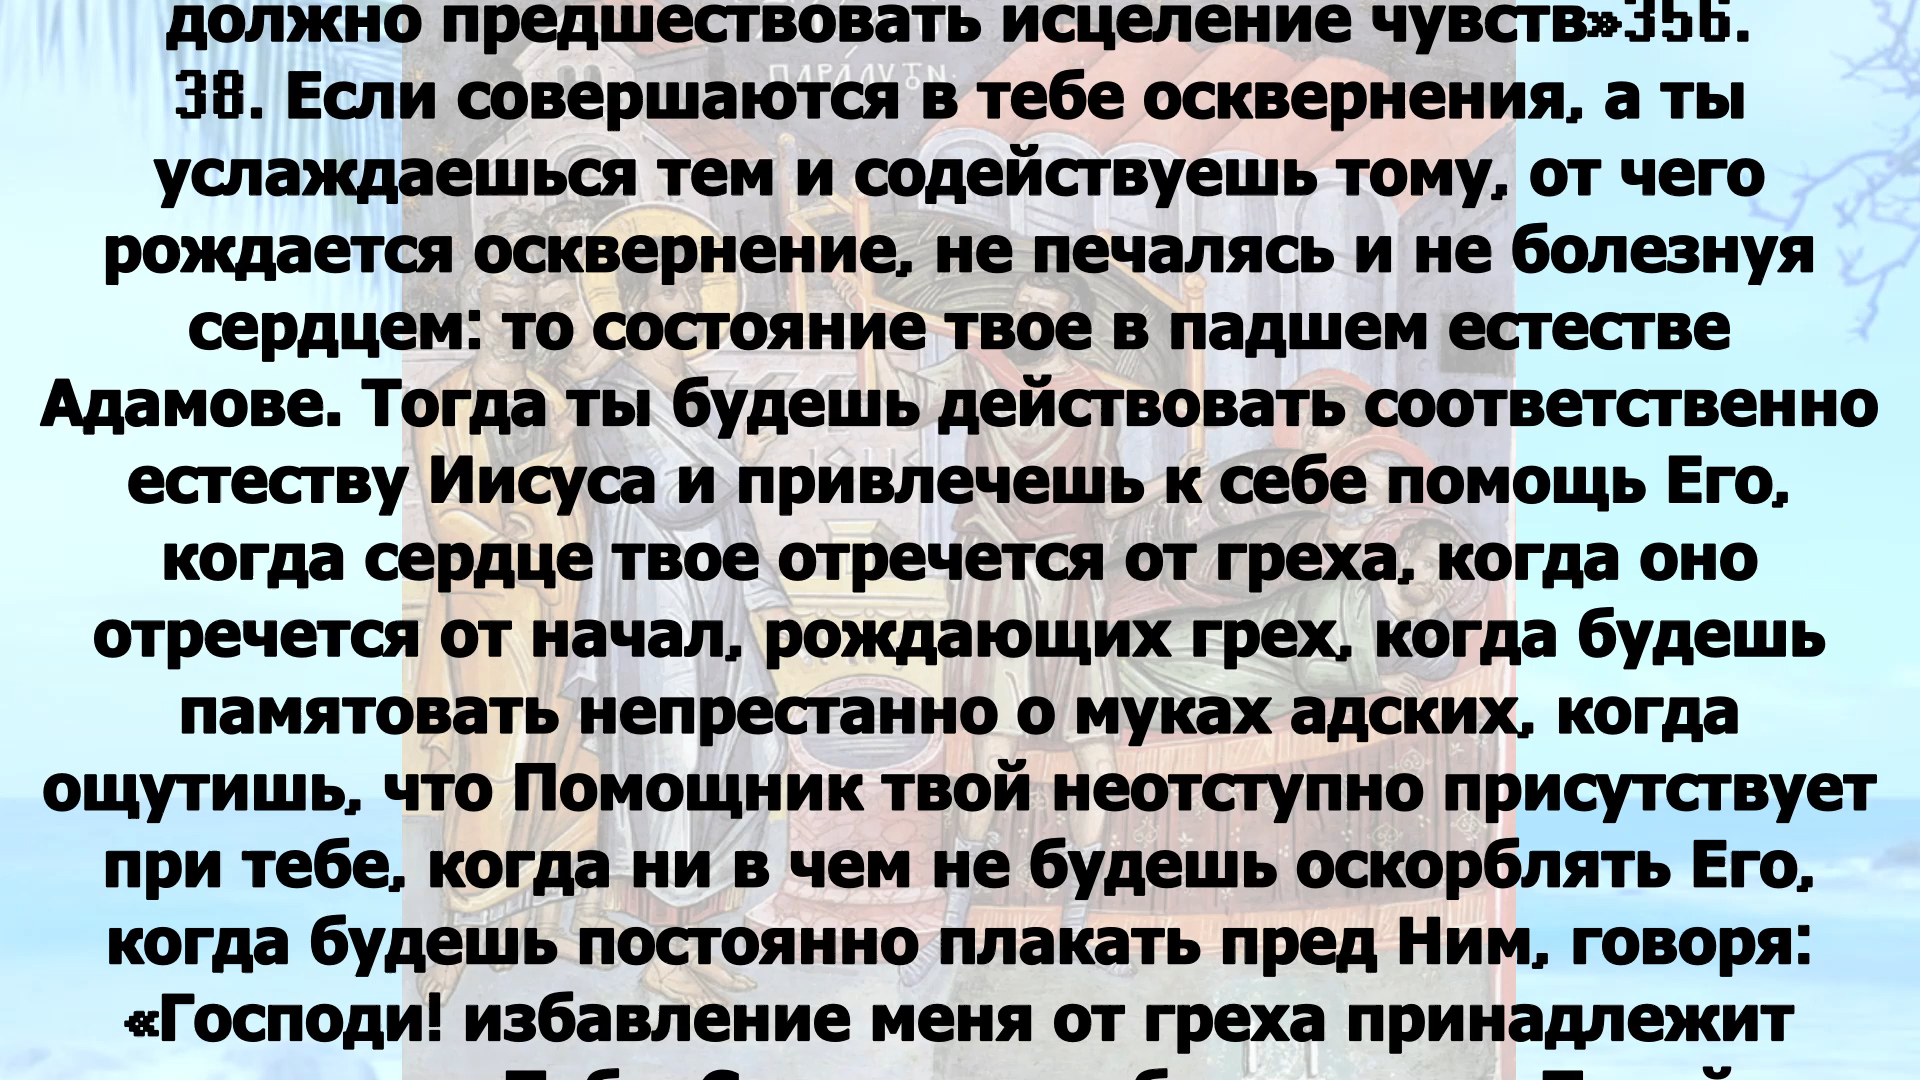 должно предшествовать исцеление чувств»356.
ПАРАЛУТѠΝ
38. Если совершаются в тебе осквернения, а ты
услаждаешься тем и содействуешь тому, от чего
рождается осквернение, не печалясь и не болезнуя
сердцем: то состояние твое в падшем естестве
Адамове. Тогда ты будешь действовать соответственно
естеству Иисуса и привлечешь к себе помощь Его,
когда сердце твое отречется от греха, когда оно
отречется от начал, рождающих грех, когда будешь
памятовать непрестанно о муках адских, когда
ощутишь, что Помощник твой неотступно присутствует
при тебе, когда ни в чем не будешь оскорблять Его,
когда будешь постоянно плакать пред Ним, говоря:
«Господи! избавление меня от греха принадлежит